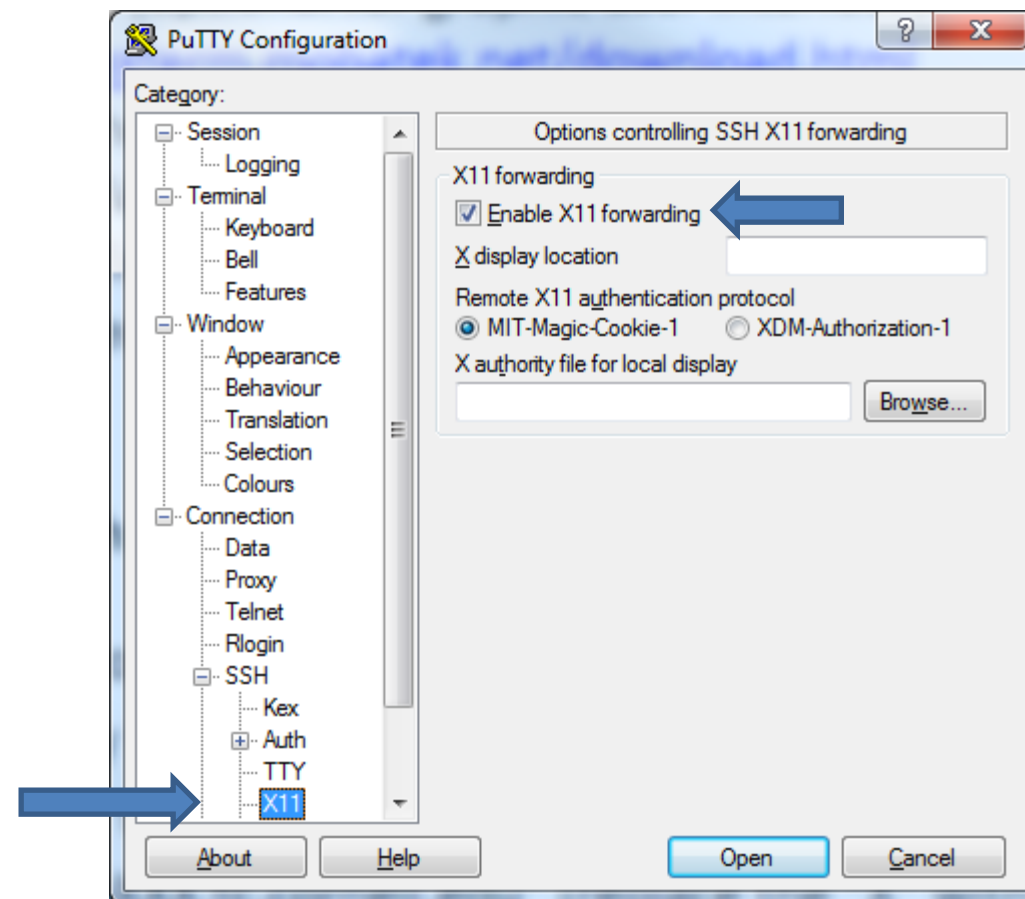 PuTTY Configuration
Category:
Session
Logging
Terminal
Keyboard
Bell
Features
Window
Appearance
Behaviour
Translation
Selection
Colours
Connection
Data
Proxy
Telnet
Rlogin
SSH
Kex
Auth
TTY
X11
Options controlling SSH X11 forwarding
X11 forwarding
Enable X11 forwarding
X display location
Remote X11 authentication protocol
MIT-Magic-Cookie-1 XDM-Authorization-1
X authority file for local display
Browse...
About Help Open Cancel